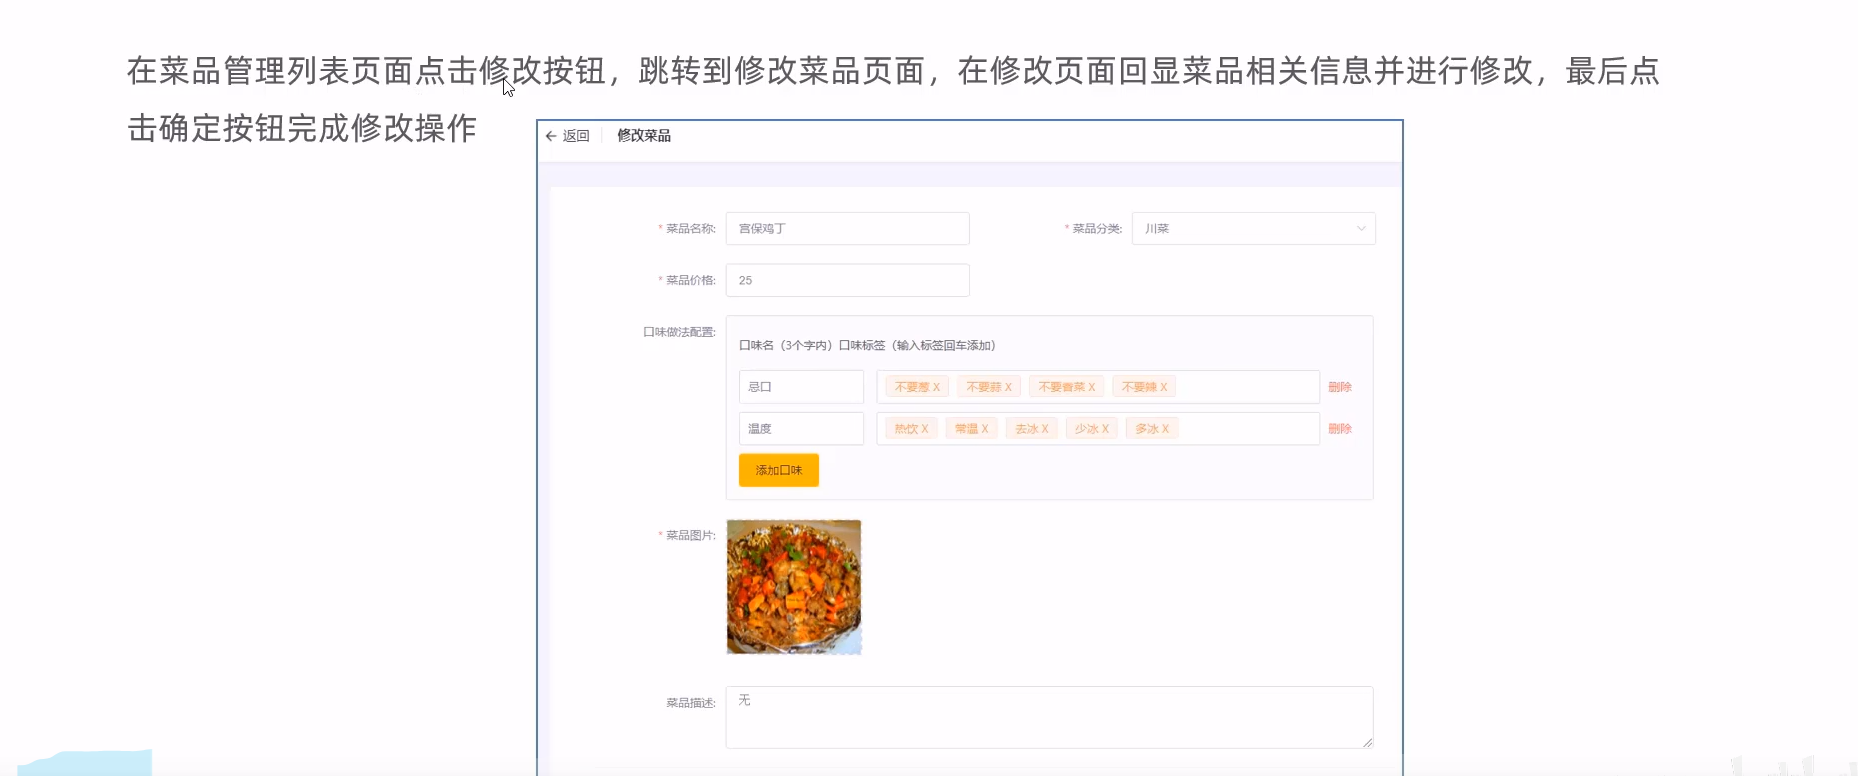 在菜品管理列表页面点击修改按钮，跳转到修改菜品页面，在修改页面回显菜品相关信息并进行修改，最后点
击确定按钮完成修改操作
← 返回 修改菜品
* 菜品名称: 宫保鸡丁 * 菜品分类: 川菜
* 菜品价格: 25
口味做法配置:
口味名（3个字内）口味标签（输入标签回车添加）
忌口 不要葱 X 不要蒜 X 不要香菜 X 不要辣 X 删除
温度 热饮 X 常温 X 去冰 X 少冰 X 多冰 X 删除
添加口味
* 菜品图片:
菜品描述: 无